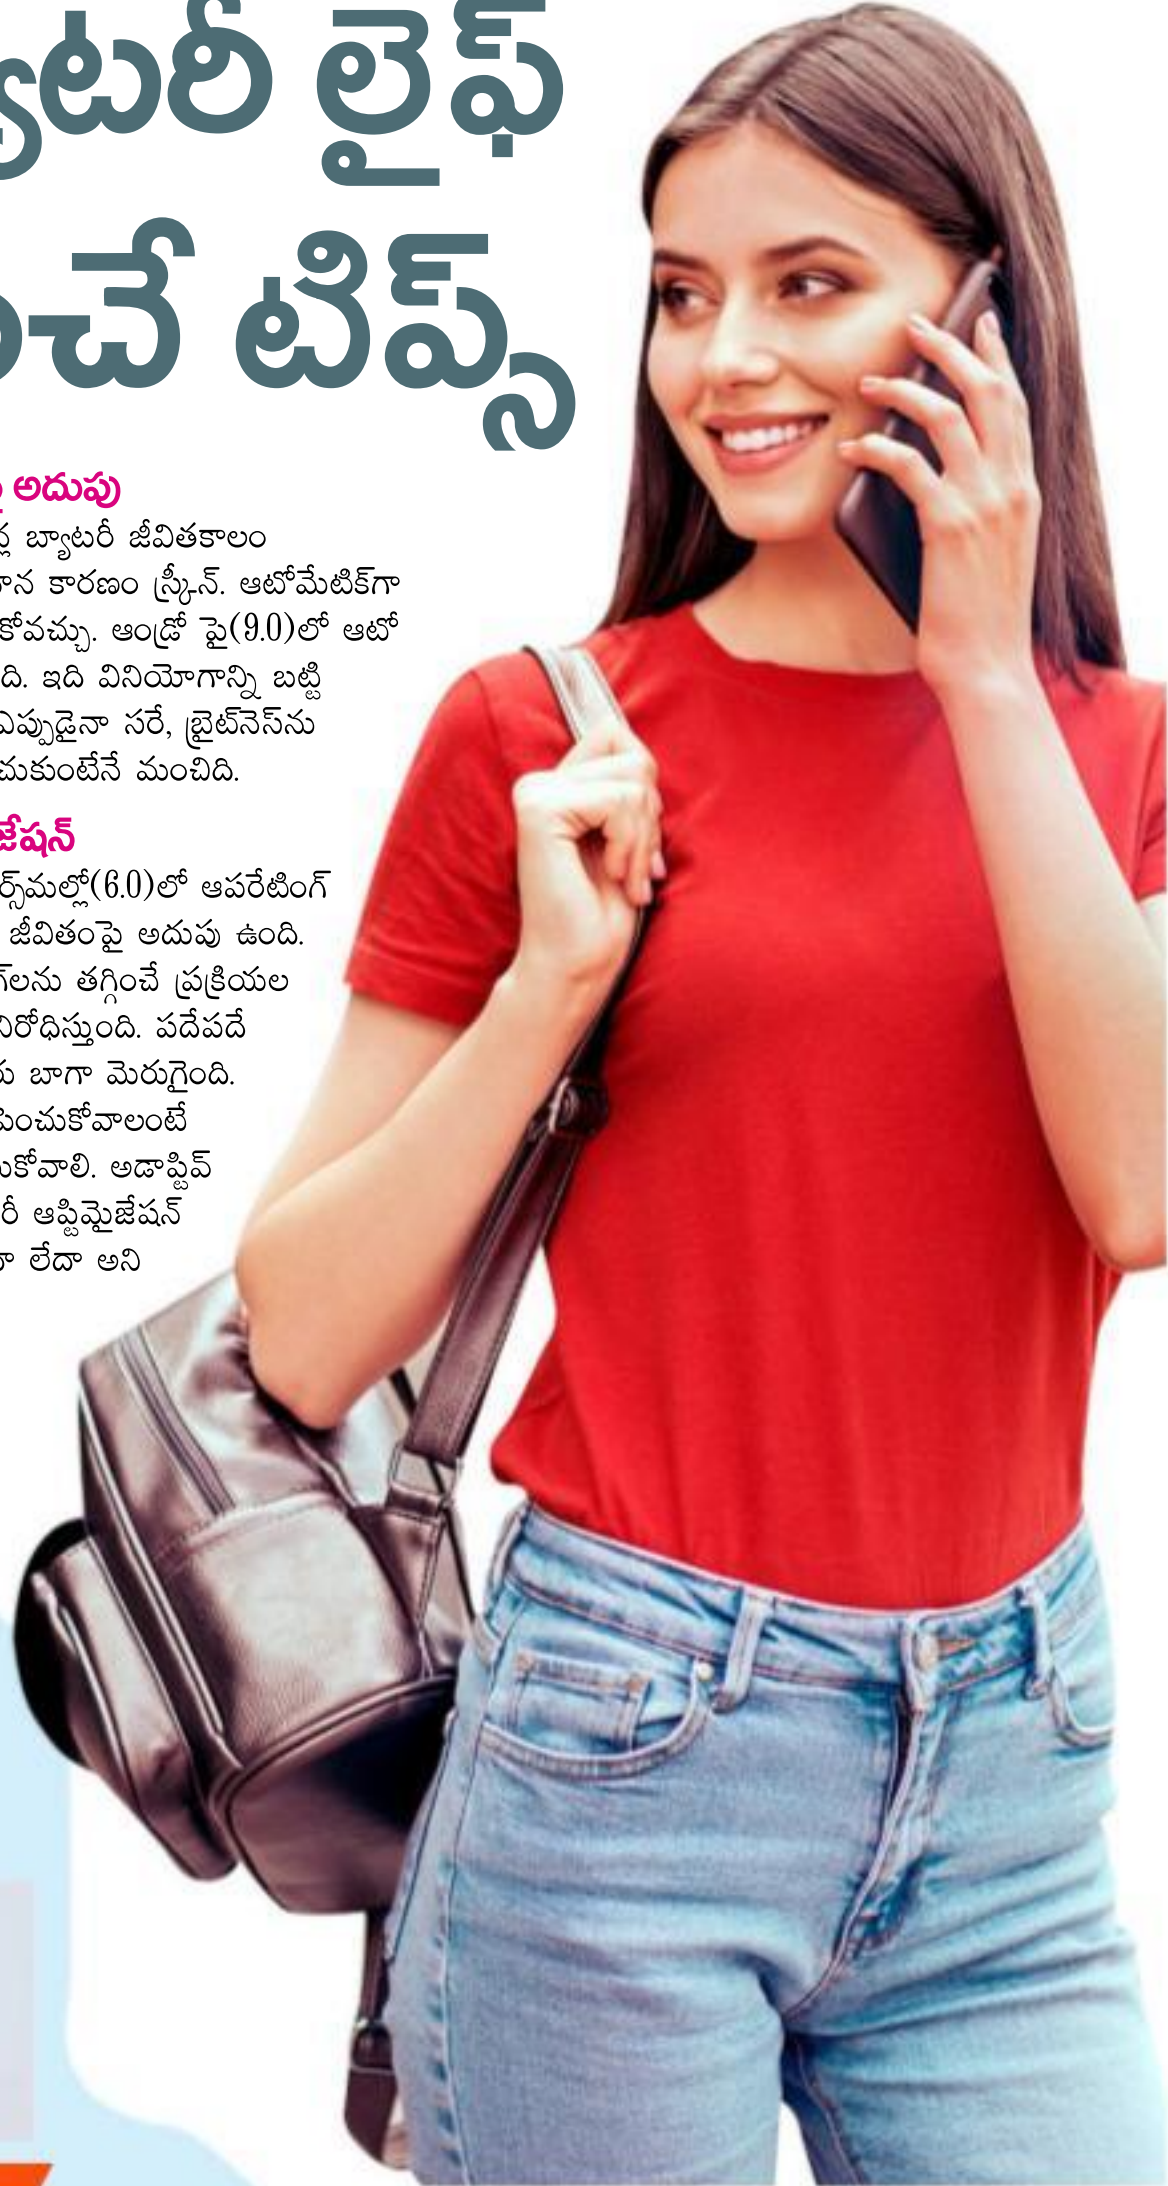 బ్యాటరీ లైఫ్
చే టిప్స్
అదుపు
బ్యాటరీ జీవితకాలం
కారణం స్క్రీన్. ఆటోమేటిక్‌గా
కోవచ్చు. ఆండ్రో పై(9.0)లో ఆటో
ది. ఇది వినియోగాన్ని బట్టి
ఎప్పుడైనా సరే, బ్రైట్‌నెస్‌ను
చుకుంటేనే మంచిది.
జేషన్
ర్స్‌మల్లో(6.0)లో ఆపరేటింగ్
జీవితంపై అదుపు ఉంది.
లను తగ్గించే ప్రక్రియల
నిరోధిస్తుంది. పదేపదే
బాగా మెరుగైంది.
పించుకోవాలంటే
కోవాలి. అడాప్టివ్
రీ ఆప్టిమైజేషన్
లేదా అని